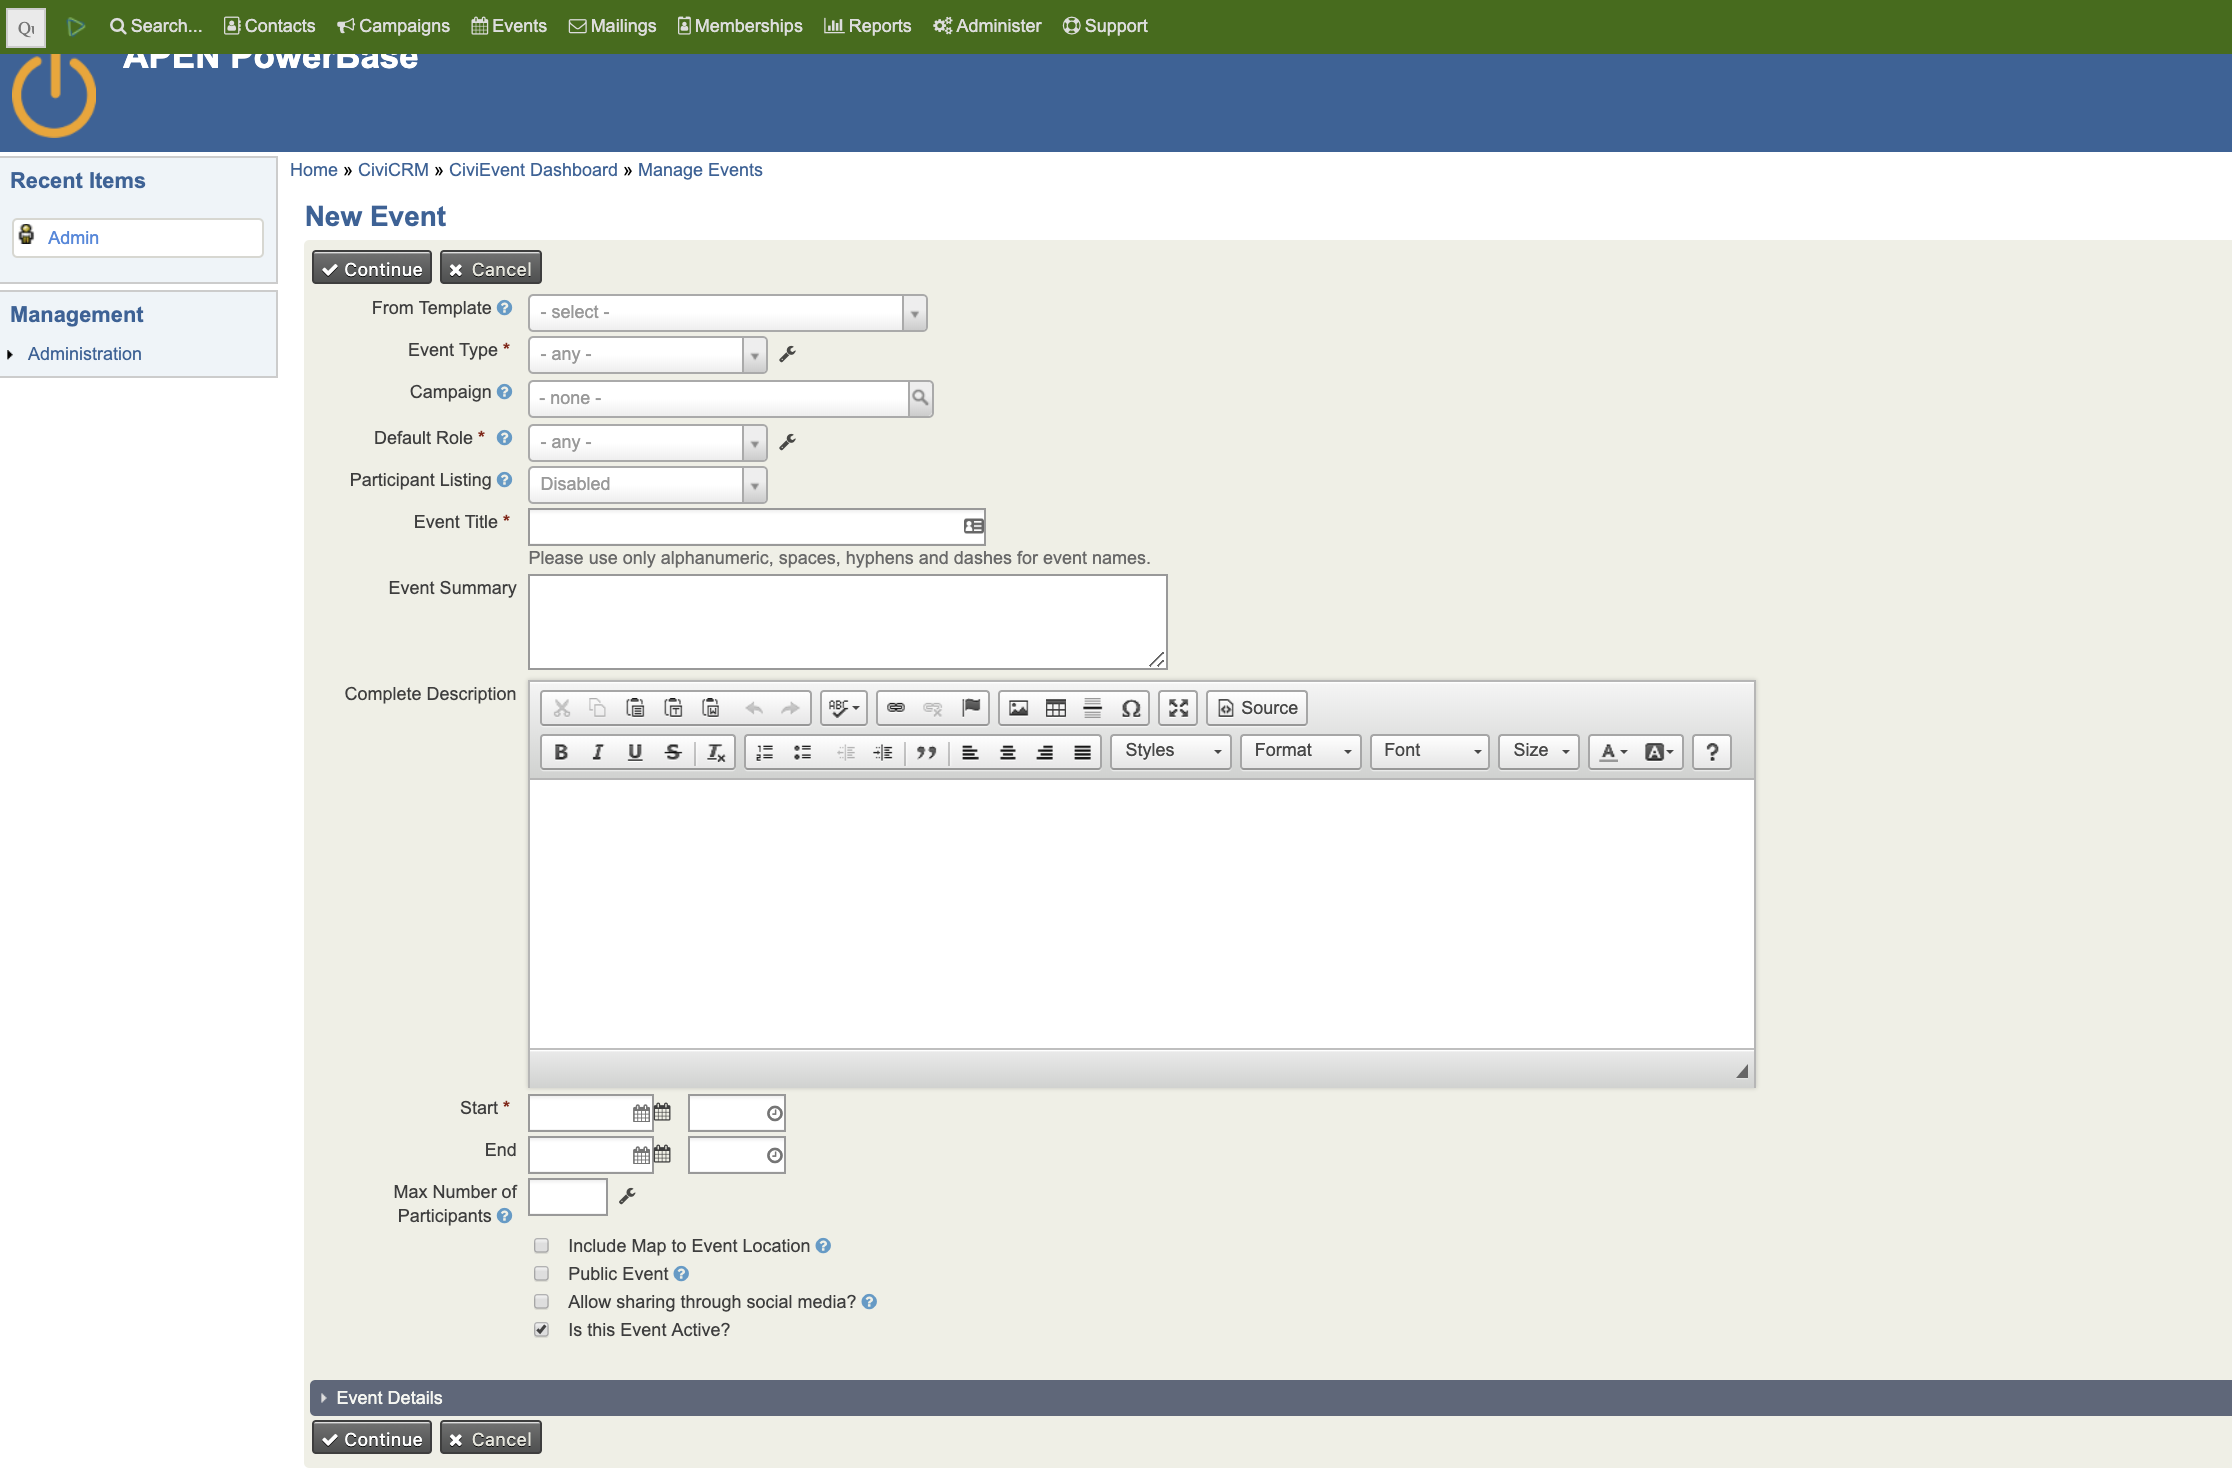 Search... Contacts Campaigns Events Mailings Memberships Reports Administer Support
APEN PowerBase
Recent Items
Admin
Management
Administration
Home » CiviCRM » CiviEvent Dashboard » Manage Events
New Event
Continue Cancel
From Template - select -
Event Type * - any -
Campaign - none -
Default Role * - any -
Participant Listing Disabled
Event Title *
Please use only alphanumeric, spaces, hyphens and dashes for event names.
Event Summary
Complete Description
ABC Source
B I U S Tx Styles Format Font Size A A ?
Start *
End
Max Number of
Participants
Include Map to Event Location
Public Event
Allow sharing through social media?
Is this Event Active?
Event Details
Continue Cancel